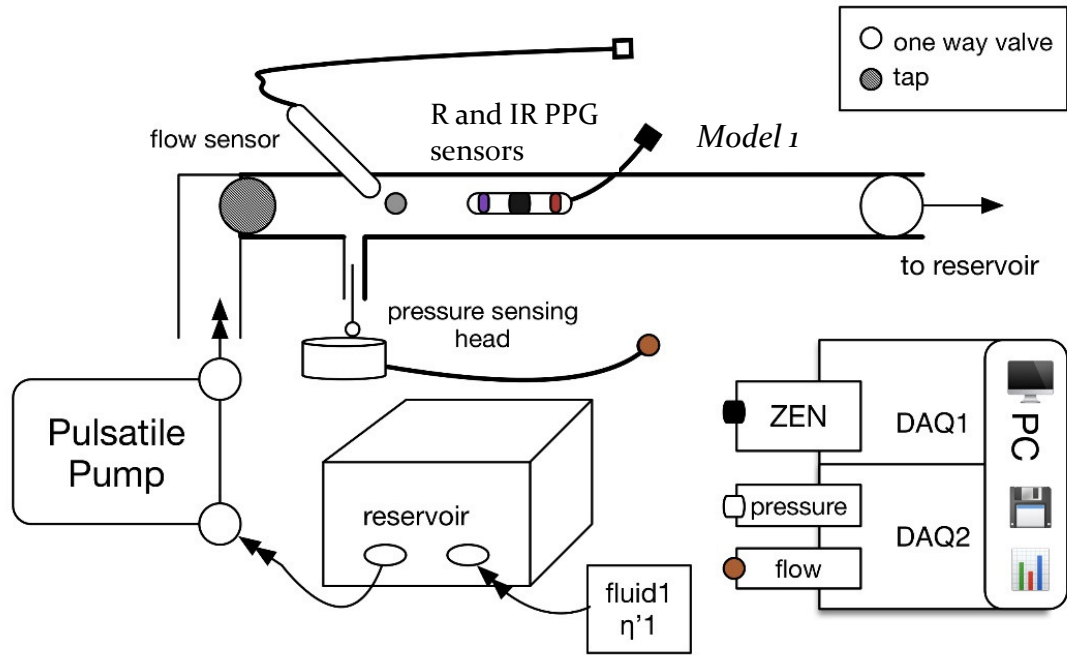 one way valve
tap
R and IR PPG
sensors
Model 1
flow sensor
to reservoir
pressure sensing
head
Pulsatile
Pump
reservoir
fluid1
η'1
ZEN
pressure
flow
DAQ1
DAQ2
PC